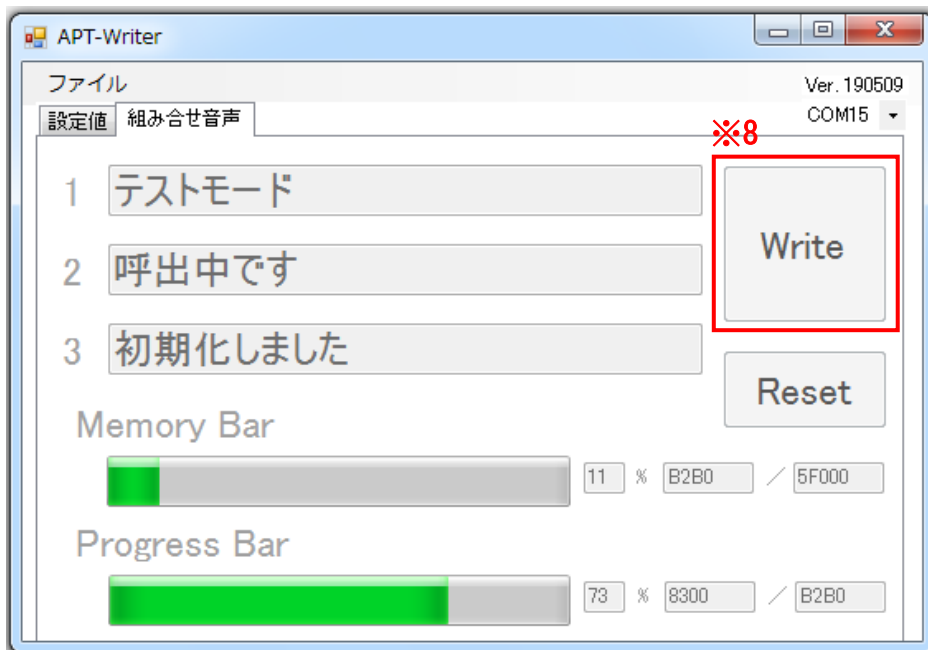 APT-Writer
ファイル
Ver. 190509
設定値 組み合せ音声
COM15
※8
1 テストモード
Write
2 呼出中です
3 初期化しました
Reset
Memory Bar
11 % B2B0 / 5F000
Progress Bar
73 % 8300 / B2B0